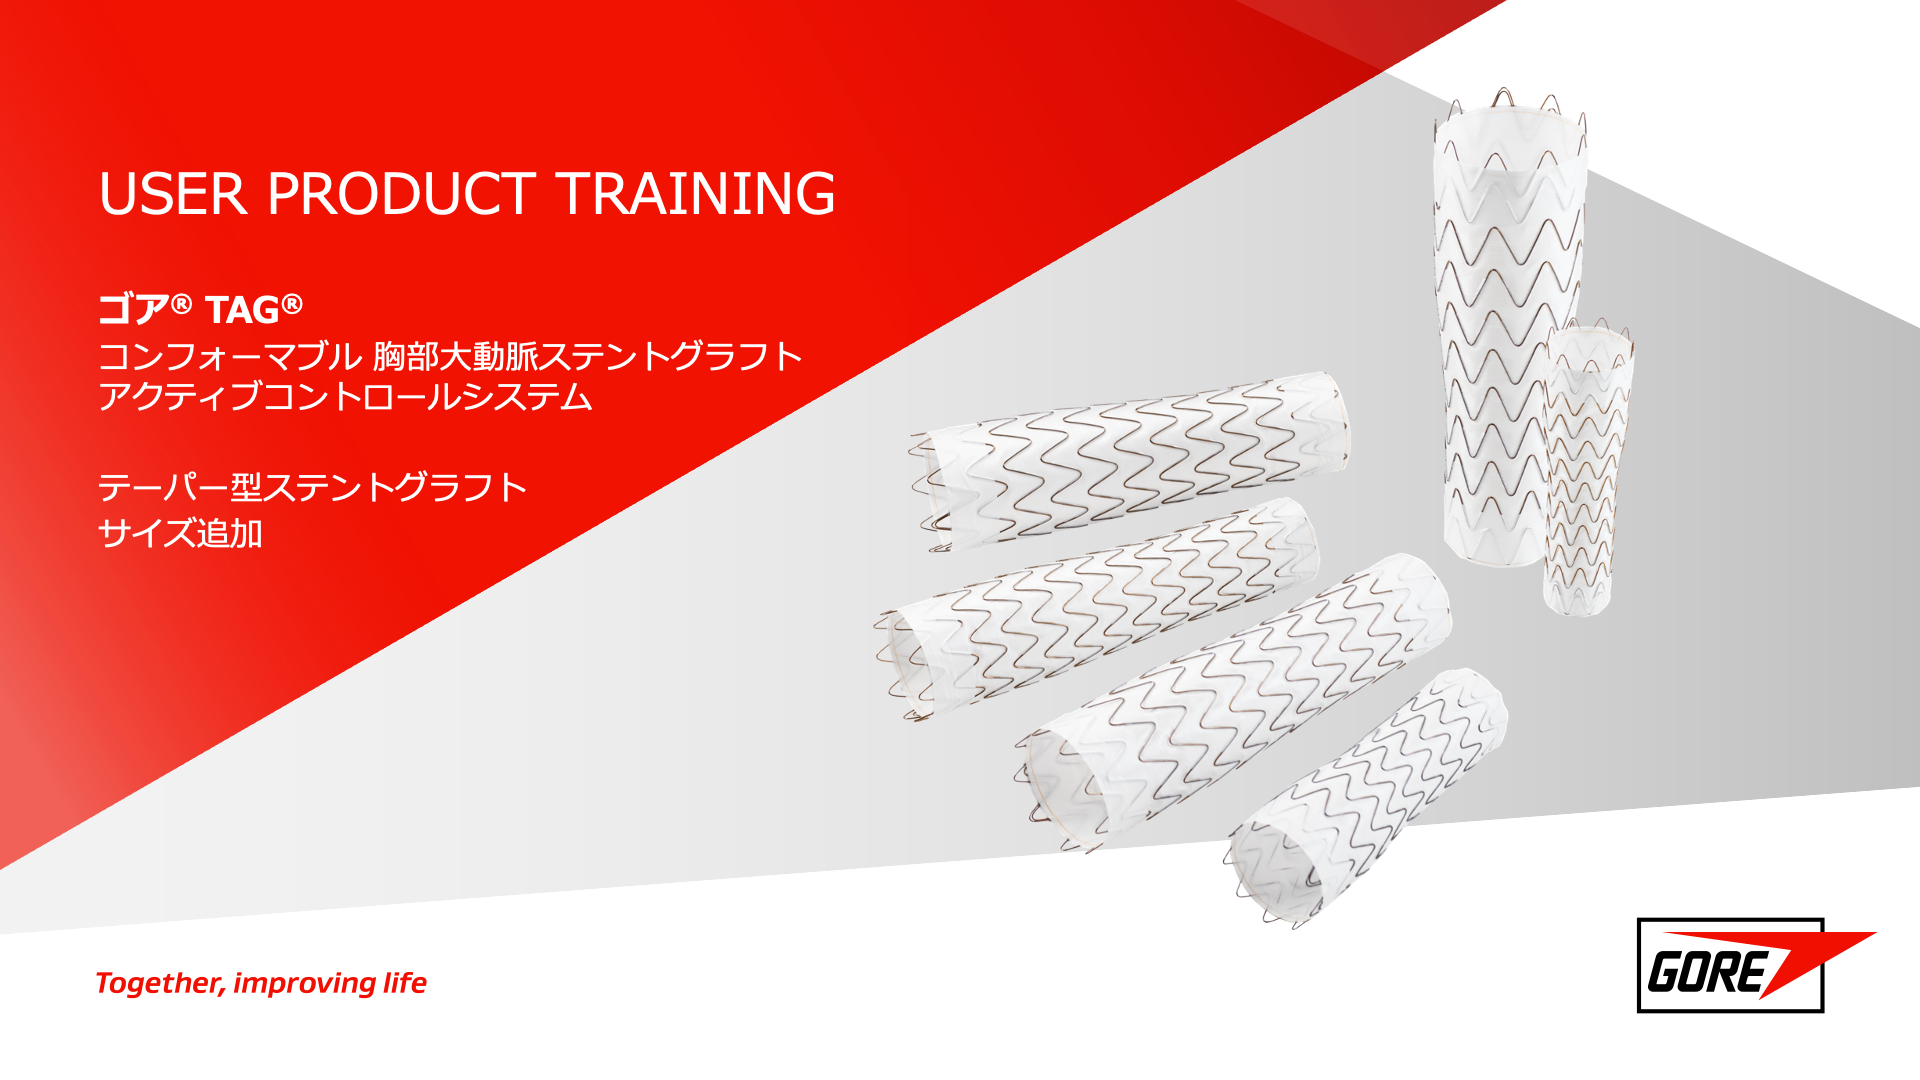 USER PRODUCT TRAINING
ゴア® TAG®
コンフォーマブル 胸部大動脈ステントグラフト
アクティブコントロールシステム
テーパー型ステントグラフト
サイズ追加
Together, improving life
GORE